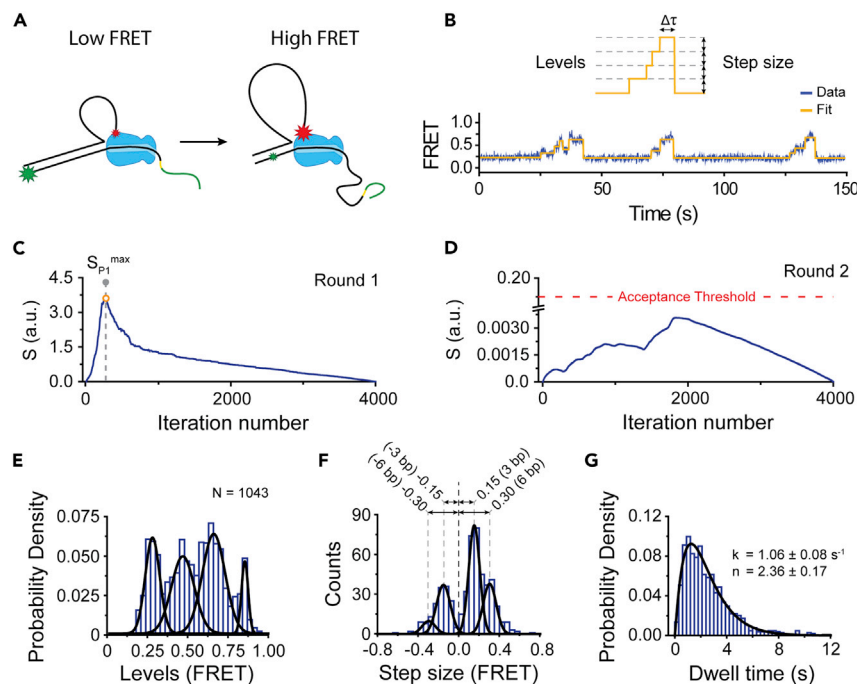 A
Low FRET
High FRET
B
Δτ
Levels
Step size
Data
Fit
FRET
1.0
0.5
0.0
0
50
100
150
Time (s)
C
S_P1^max
Round 1
S (a.u.)
4.5
3.0
1.5
0.0
0
2000
4000
Iteration number
D
Round 2
0.20
Acceptance Threshold
S (a.u.)
0.0030
0.0015
0.0
0
2000
4000
Iteration number
E
N = 1043
Probability Density
0.075
0.050
0.025
0
0
0.25
0.50
0.75
1.00
Levels (FRET)
F
(-3 bp) -0.15
(-6 bp) -0.30
0.15 (3 bp)
0.30 (6 bp)
Counts
90
60
30
0
-0.8
-0.4
0.0
0.4
0.8
Step size (FRET)
G
k = 1.06 ± 0.08 s⁻¹
n = 2.36 ± 0.17
Probability Density
0.12
0.08
0.04
0.00
0
4
8
12
Dwell time (s)